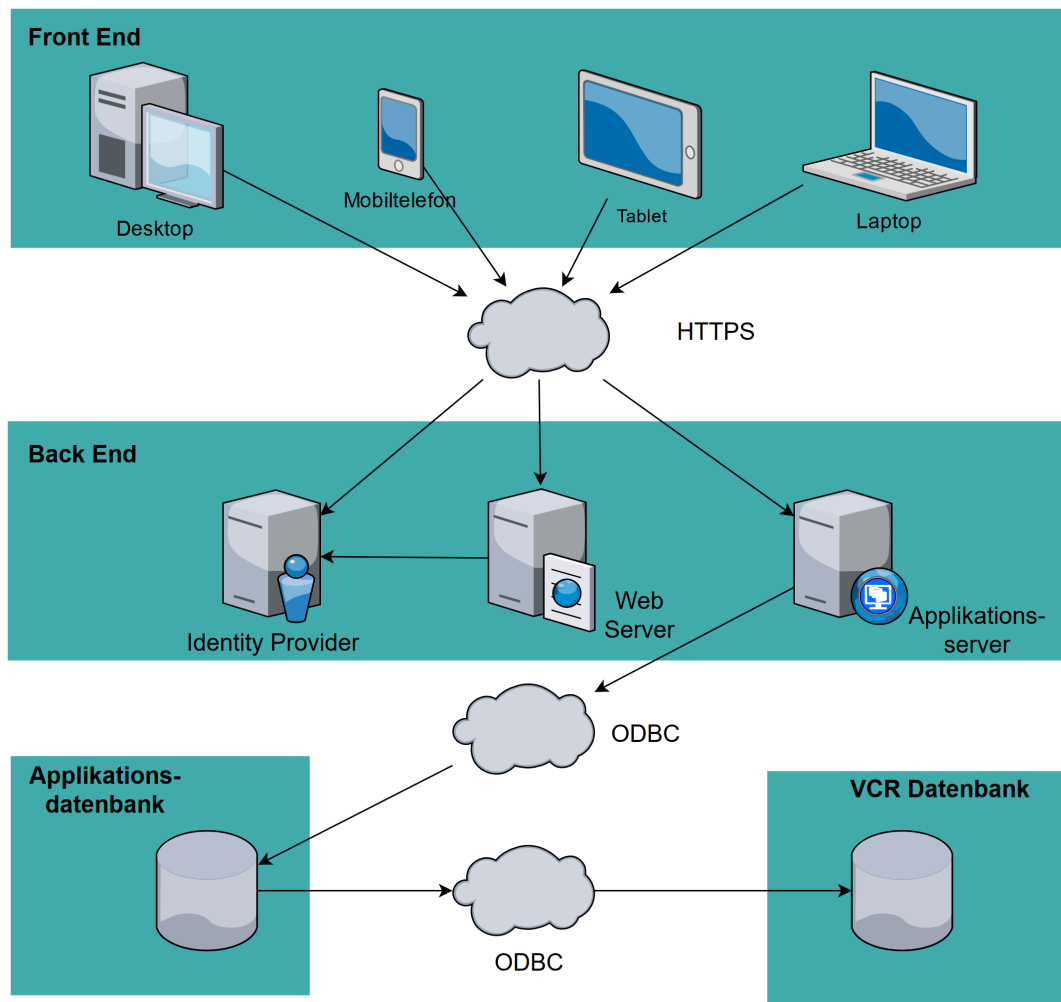 Front End
Desktop
Mobiltelefon
Tablet
Laptop
HTTPS
Back End
Identity Provider
Web
Server
Applikations-
server
ODBC
Applikations-
datenbank
VCR Datenbank
ODBC